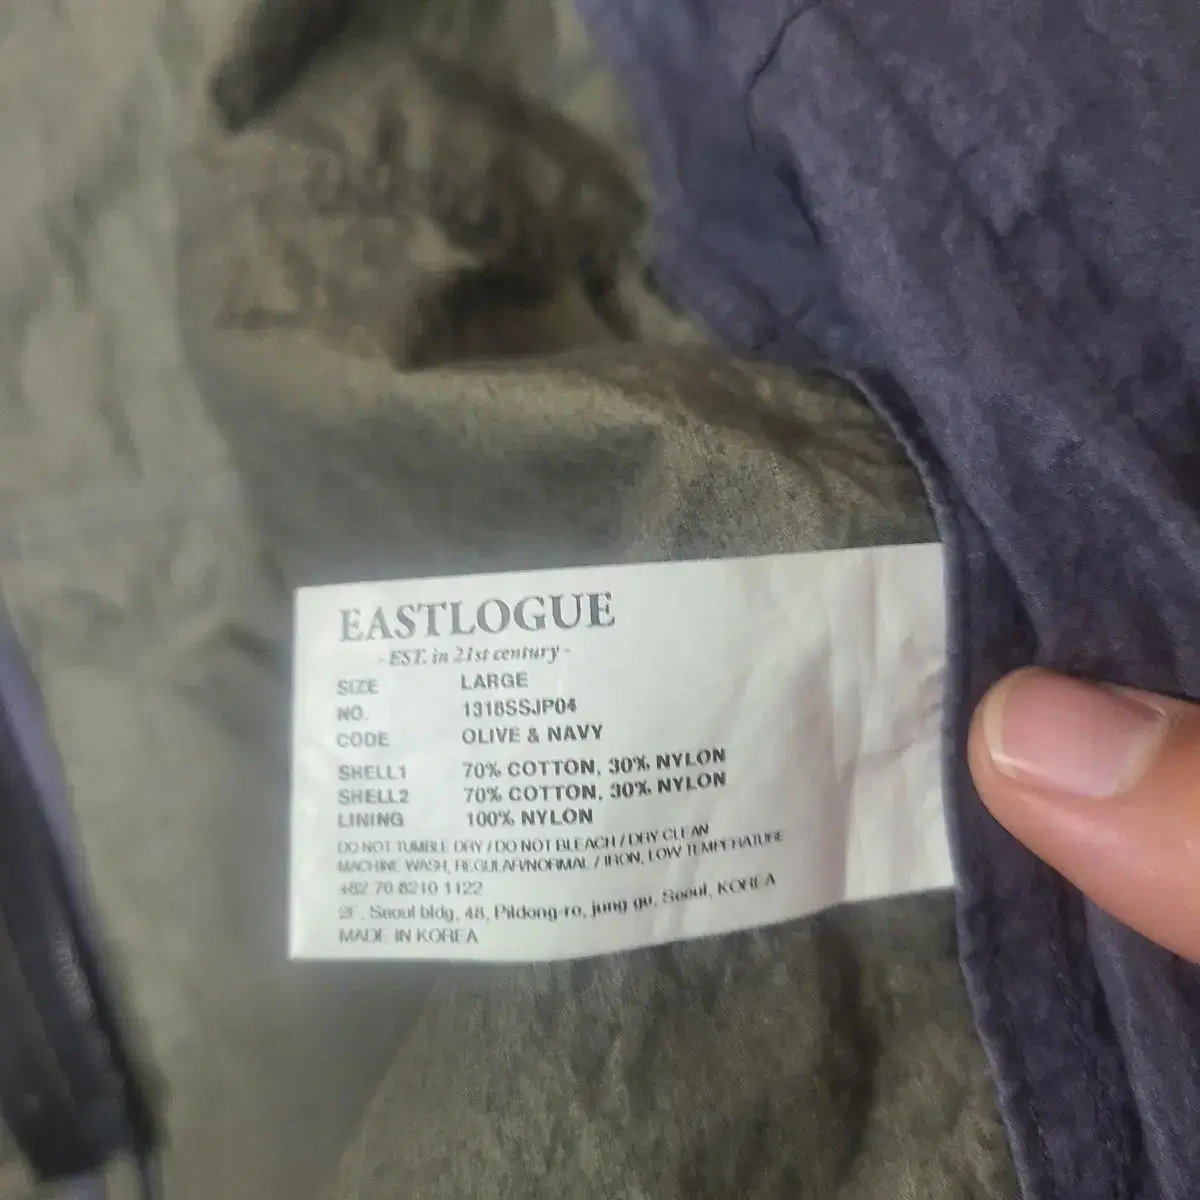 EASTLOGUE
- EST. in 21st century -
SIZE LARGE
NO. 1318SSJP04
CODE OLIVE & NAVY
SHELL1 70% COTTON, 30% NYLON
SHELL2 70% COTTON, 30% NYLON
LINING 100% NYLON
DO NOT TUMBLE DRY / DO NOT BLEACH / DRY CLEAN
MACHINE WASH, REGULAR/NORMAL / IRON, LOW TEMPERATURE
+82 70 8210 1122
2F, Seoul bldg, 48, Pildong-ro, jung gu, Seoul, KOREA
MADE IN KOREA